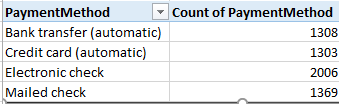 PaymentMethod Count of PaymentMethod
Bank transfer (automatic) 1308
Credit card (automatic) 1303
Electronic check 2006
Mailed check 1369